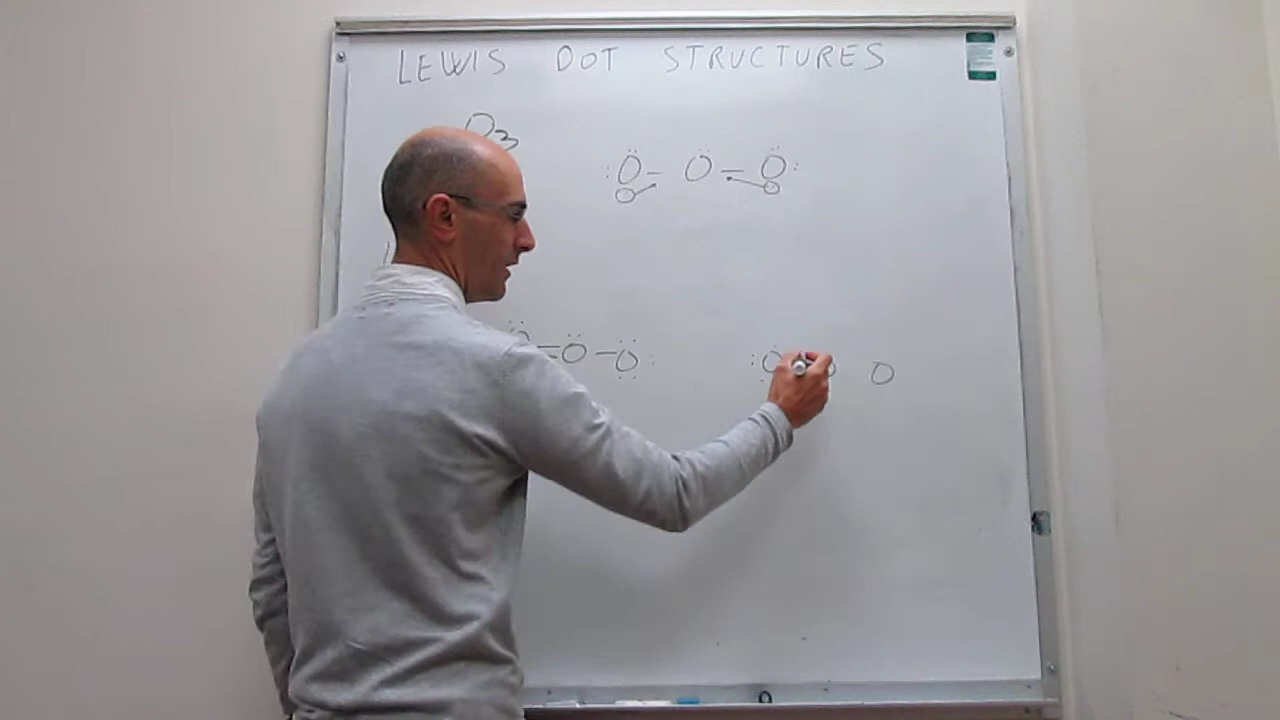 LEWIS DOT STRUCTURES
O3
:Ö – Ö – Ö:
= Ö – Ö:
:Ö O